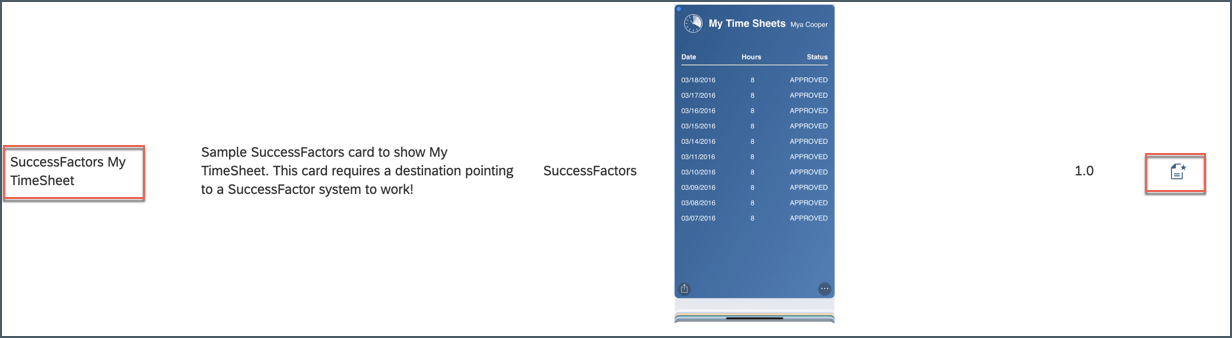 SuccessFactors My
TimeSheet
Sample SuccessFactors card to show My
TimeSheet. This card requires a destination pointing
to a SuccessFactor system to work!
SuccessFactors
My Time Sheets Mya Cooper
Date Hours Status
03/18/2016 8 APPROVED
03/17/2016 8 APPROVED
03/16/2016 8 APPROVED
03/15/2016 8 APPROVED
03/14/2016 8 APPROVED
03/11/2016 8 APPROVED
03/10/2016 8 APPROVED
03/09/2016 8 APPROVED
03/08/2016 8 APPROVED
03/07/2016 8 APPROVED
1.0